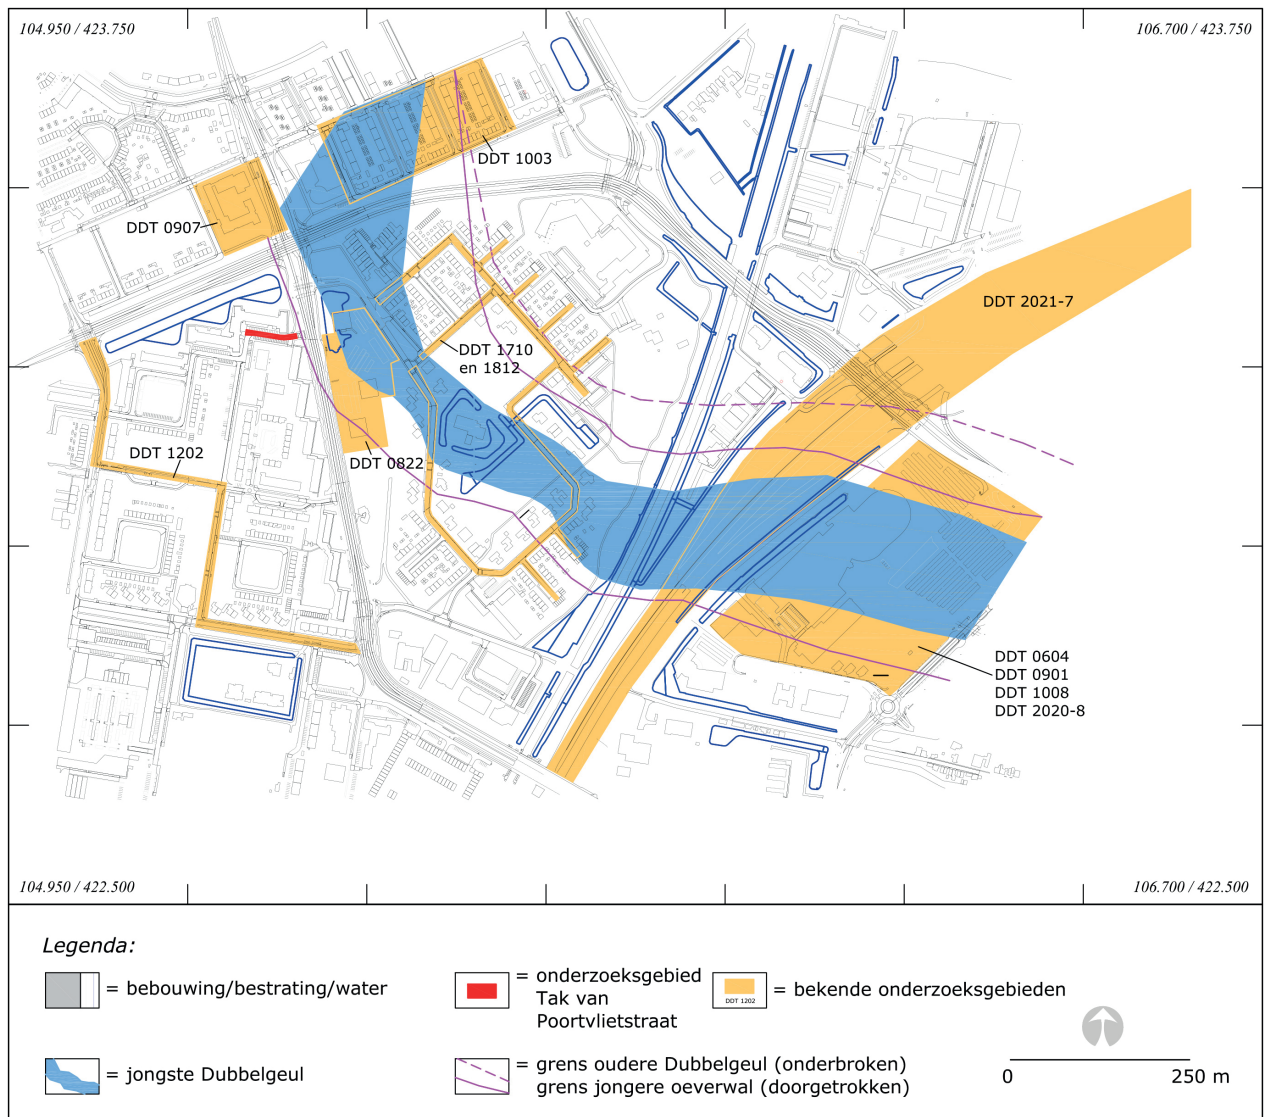 104.950 / 423.750
106.700 / 423.750
DDT 1003
DDT 0907
DDT 2021-7
DDT 1710
en 1812
DDT 1202
DDT 0822
DDT 0604
DDT 0901
DDT 1008
DDT 2020-8
104.950 / 422.500
106.700 / 422.500
Legenda:
= bebouwing/bestrating/water
= onderzoeksgebied
Tak van
Poortvlietstraat
DDT 1202
= bekende onderzoeksgebieden
= jongste Dubbelgeul
= grens oudere Dubbelgeul (onderbroken)
grens jongere oeverwal (doorgetrokken)
0
250 m